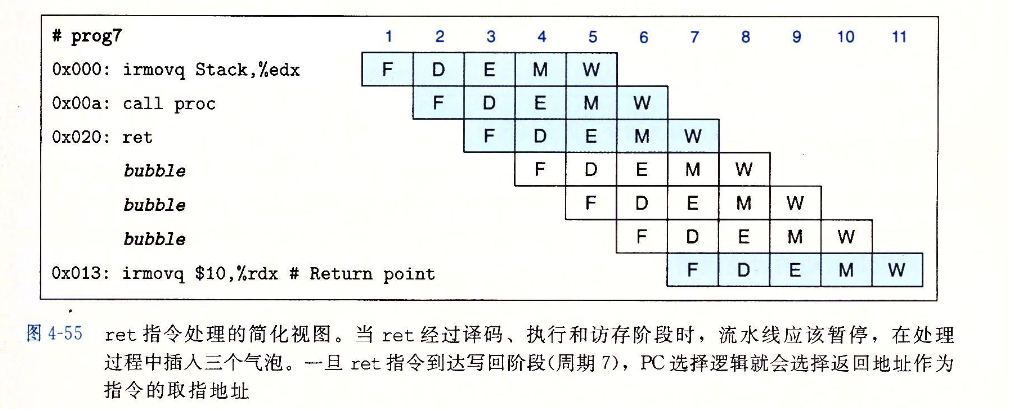 # prog7 1 2 3 4 5 6 7 8 9 10 11
0x000: irmovq Stack,%edx F D E M W
0x00a: call proc F D E M W
0x020: ret F D E M W
bubble F D E M W
bubble F D E M W
bubble F D E M W
0x013: irmovq $10,%rdx # Return point F D E M W
图 4-55 ret 指令处理的简化视图。当 ret 经过译码、执行和访存阶段时，流水线应该暂停，在处理
过程中插入三个气泡。一旦 ret 指令到达写回阶段(周期 7)，PC 选择逻辑就会选择返回地址作为
指令的取指地址